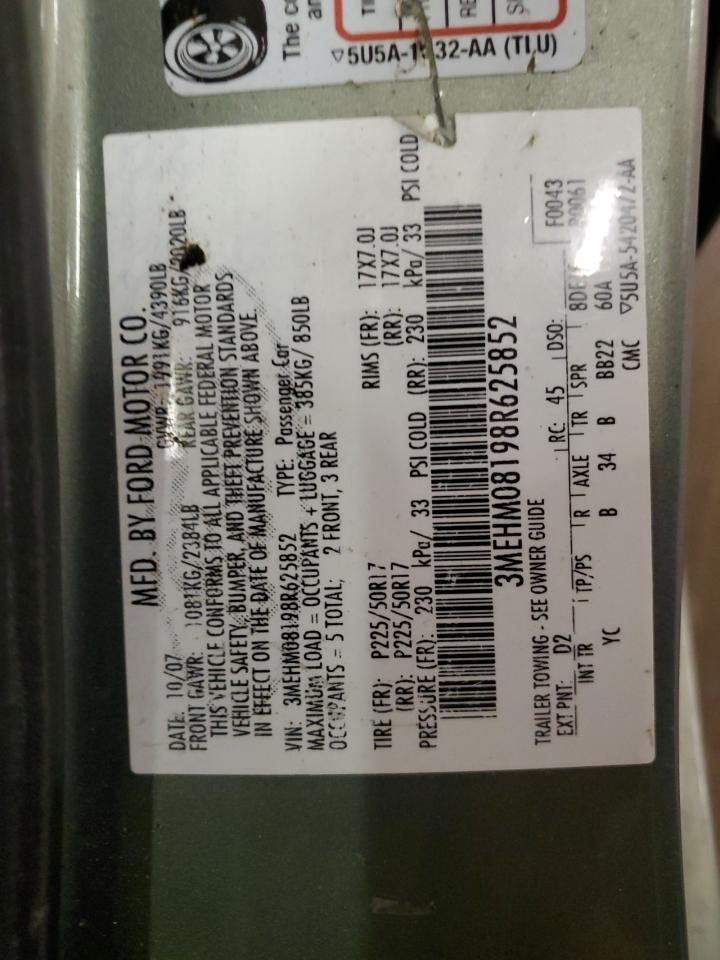 The co
an
▽5U5A-1 32-AA (TLU)
MFD. BY FORD MOTOR CO.
DATE: 10/07 GVWR: 1991KG/4390LB
FRONT GAWR: 1081KG/2384LB REAR GAWR: 916KG/2020LB
THIS VEHICLE CONFORMS TO ALL APPLICABLE FEDERAL MOTOR
VEHICLE SAFETY, BUMPER, AND THEFT PREVENTION STANDARDS
IN EFFECT ON THE DATE OF MANUFACTURE SHOWN ABOVE.
VIN: 3MEHM08198R625852 TYPE: Passenger Car
MAXIMUM LOAD = OCCUPANTS + LUGGAGE = 385KG/ 850LB
OCCUPANTS = 5 TOTAL; 2 FRONT, 3 REAR
TIRE (FR): P225/50R17 RIMS (FR): 17X7.0J
(RR): P225/50R17 (RR): 17X7.0J
PRESSURE (FR): 230 kPa/ 33 PSI COLD (RR): 230 kPa/ 33 PSI COLD
3MEHM08198R625852
TRAILER TOWING - SEE OWNER GUIDE
F0043
EXT PNT: D2 RC: 45 DSO:
INT TR TP/PS R AXLE TR SPR
YC B 34 B BB22 60A
CMC ▽5U5A-5420472-AA